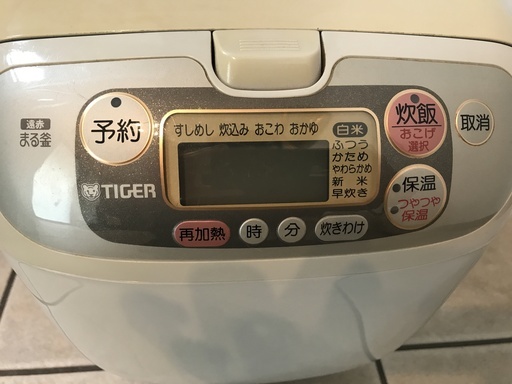 遠赤
まる釜
予約
TIGER
すしめし 炊込み おこわ おかゆ
白米
ふつう
かため
やわらかめ
新米
早炊き
炊飯
おこげ
選択
取消
保温
つやつや
保温
再加熱
時
分
炊きわけ